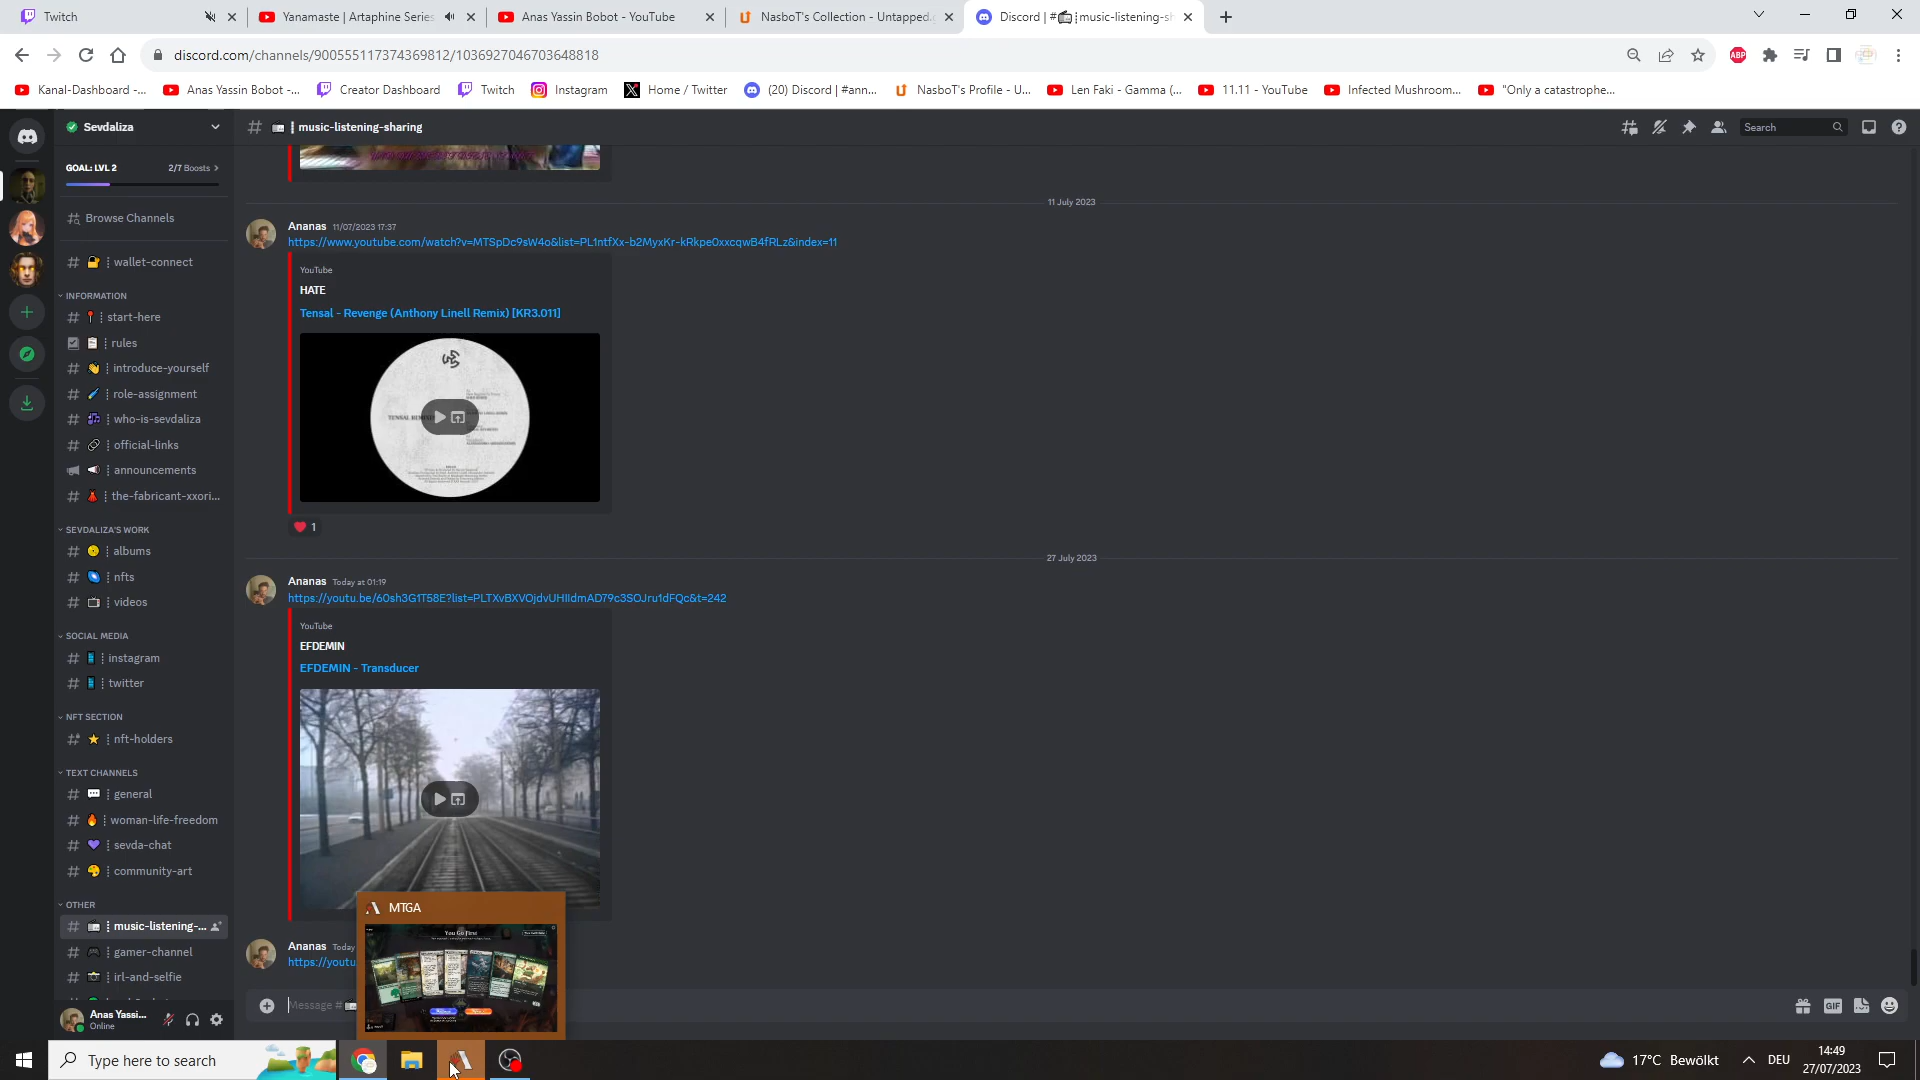 Twitch
Yanamaste | Artaphine Series
Anas Yassin Bobot - YouTube
NasboT's Collection - Untapped.
Discord | # music-listening-sh
discord.com/channels/900555117374369812/1036927046703648818
Kanal-Dashboard -...
Anas Yassin Bobot -...
Creator Dashboard
Twitch
Instagram
Home / Twitter
(20) Discord | #ann...
NasboT's Profile - U...
Len Faki - Gamma (...
11.11 - YouTube
Infected Mushroom...
"Only a catastrophe...
Sevdaliza
# music-listening-sharing
Search
GOAL: LVL 2
2/7 Boosts
Browse Channels
wallet-connect
INFORMATION
start-here
rules
introduce-yourself
role-assignment
who-is-sevdaliza
official-links
announcements
the-fabricant-xxori...
SEVDALIZA'S WORK
albums
nfts
videos
SOCIAL MEDIA
instagram
twitter
NFT SECTION
nft-holders
TEXT CHANNELS
general
woman-life-freedom
sevda-chat
community-art
OTHER
music-listening-...
gamer-channel
irl-and-selfie
Anas Yassi...
Online
11 July 2023
Ananas 11/07/2023 17:37
https://www.youtube.com/watch?v=MTSpDc9sW4o&list=PL1ntfXx-b2MyxKr-kRkpe0xxcqwB4fRLz&index=11
YouTube
HATE
Tensal - Revenge (Anthony Linell Remix) [KR3.011]
1
27 July 2023
Ananas Today at 01:19
https://youtu.be/60sh3G1T58E?list=PLTXvBXVOjdvUHIldmAD79c3SOJru1dFQc&t=242
YouTube
EFDEMIN
EFDEMIN - Transducer
MTGA
You Go First
Ananas Today
https://youtu
Message #
GIF
Type here to search
17°C Bewölkt
DEU
14:49
27/07/2023